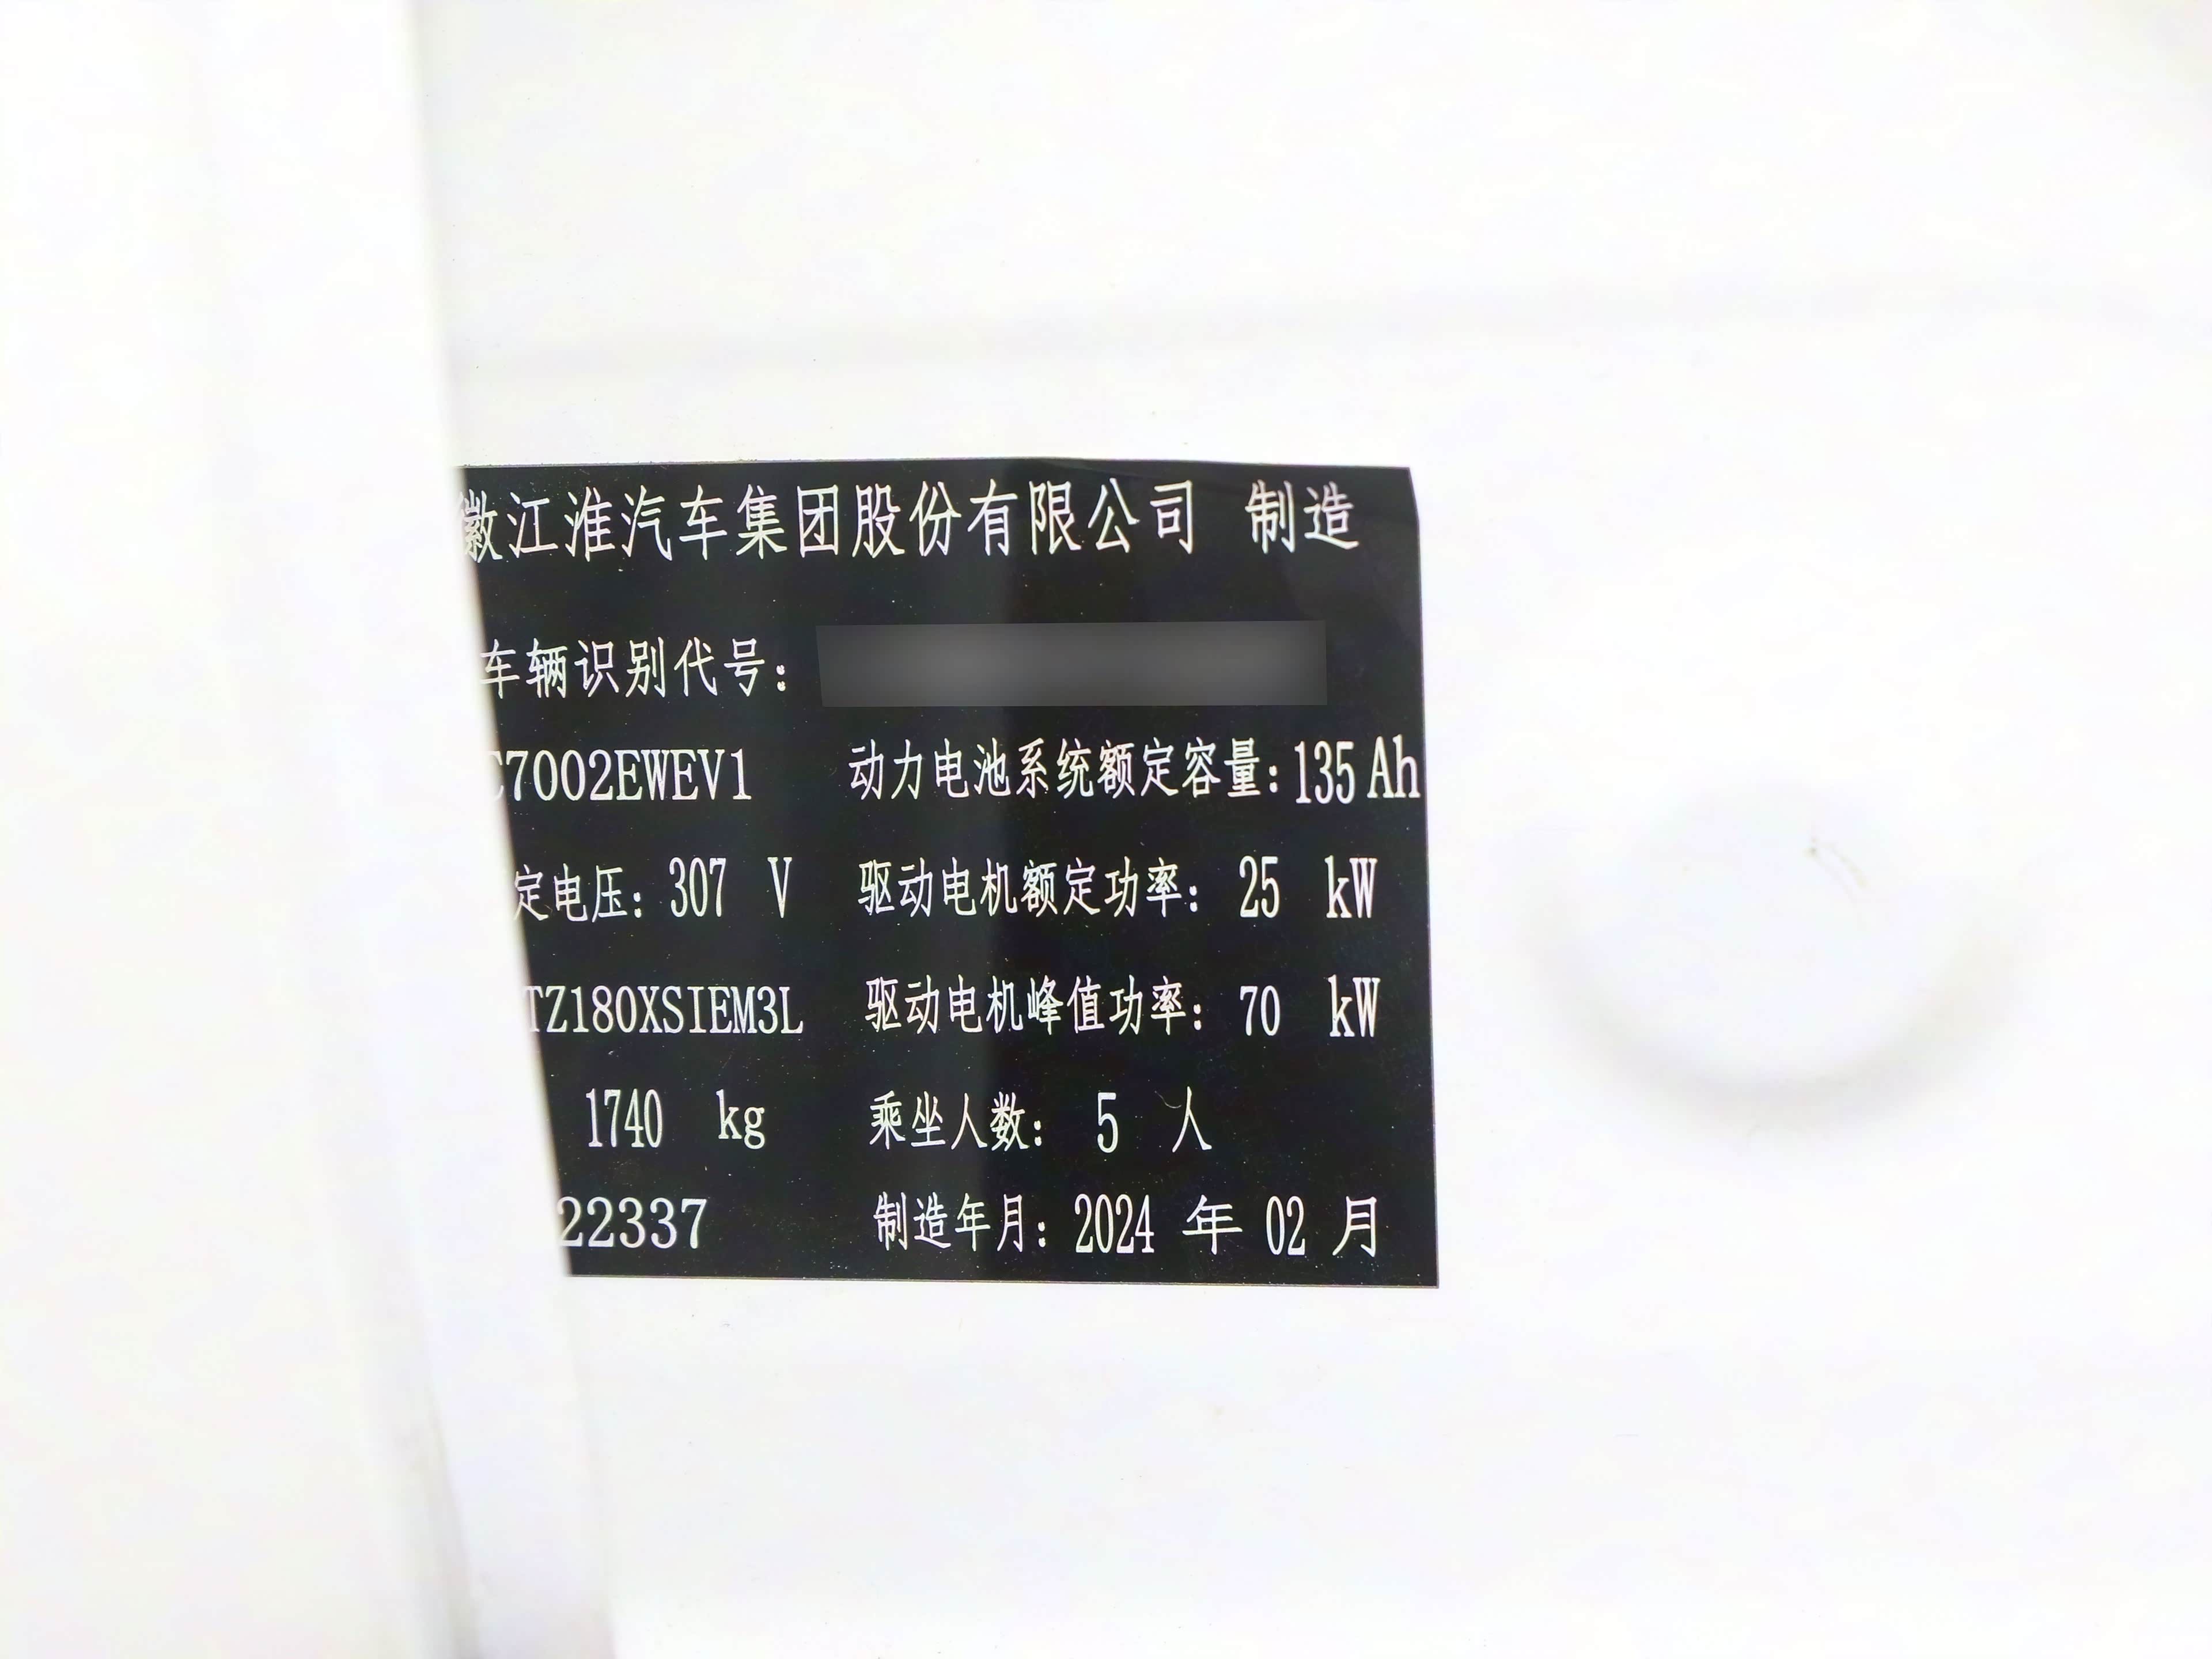 徽江淮汽车集团股份有限公司 制造
车辆识别代号:
C7002EWEV1 动力电池系统额定容量:135 Ah
定电压: 307 V 驱动电机额定功率: 25 kW
TZ180XSIEM3L 驱动电机峰值功率: 70 kW
1740 kg 乘坐人数: 5 人
22337 制造年月: 2024 年 02 月